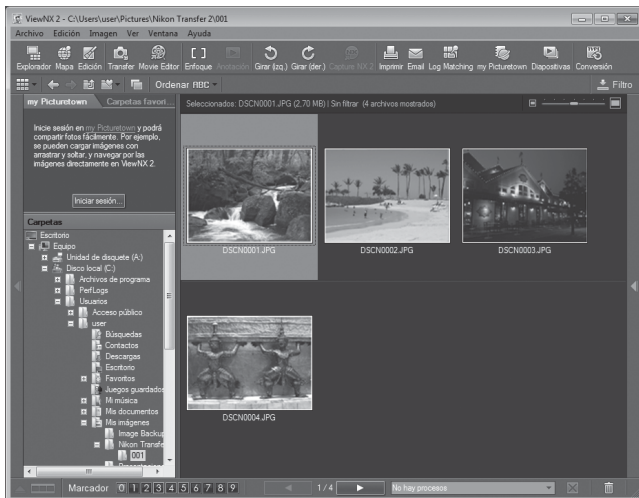 ViewNX 2 - C:\Users\user\Pictures\Nikon Transfer 2\001
Archivo Edición Imagen Ver Ventana Ayuda
Explorador Mapa Edición Transfer Movie Editor Enfoque Anotación Girar (izq.) Girar (der.) Capture NX 2 Imprimir Email Log Matching my Picturetown Diapositivas Conversión
Ordenar ABC
Filtro
my Picturetown Carpetas favori...
Seleccionados: DSCN0001.JPG (2,70 MB) | Sin filtrar (4 archivos mostrados)
Inicie sesión en my Picturetown y podrá
compartir fotos fácilmente. Por ejemplo,
se pueden cargar imágenes con
arrastrar y soltar, y navegar por las
imágenes directamente en ViewNX 2.
Iniciar sesión...
DSCN0001.JPG
DSCN0002.JPG
DSCN0003.JPG
Carpetas
Escritorio
Equipo
Unidad de disquete (A:)
Disco local (C:)
Archivos de programa
PerfLogs
Usuarios
Acceso público
user
Búsquedas
Contactos
Descargas
Escritorio
Favoritos
Juegos guardados
Mi música
Mis documentos
Mis imágenes
Image Backup
Nikon Transfe
001
DSCN0004.JPG
Marcador 0 1 2 3 4 5 6 7 8 9
1/4
No hay procesos